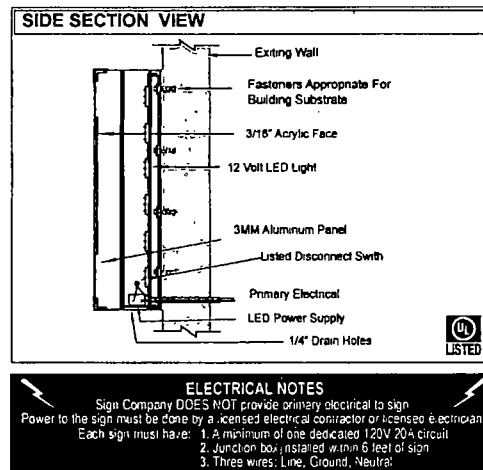 SIDE SECTION VIEW
Exiting Wall
Fasteners Appropriate For
Building Substrate
3/16" Acrylic Face
12 Volt LED Light
3MM Aluminum Panel
Listed Disconnect Swith
Primary Electrical
LED Power Supply
1/4" Drain Holes
UL
LISTED
ELECTRICAL NOTES
Sign Company DOES NOT provide primary electrical to sign
Power to the sign must be done by a licensed electrical contractor or licensed electrician
Each sign must have: 1. A minimum of one dedicated 120V 20A circuit
2. Junction box installed within 6 feet of sign
3. Three wires: Line, Ground, Neutral